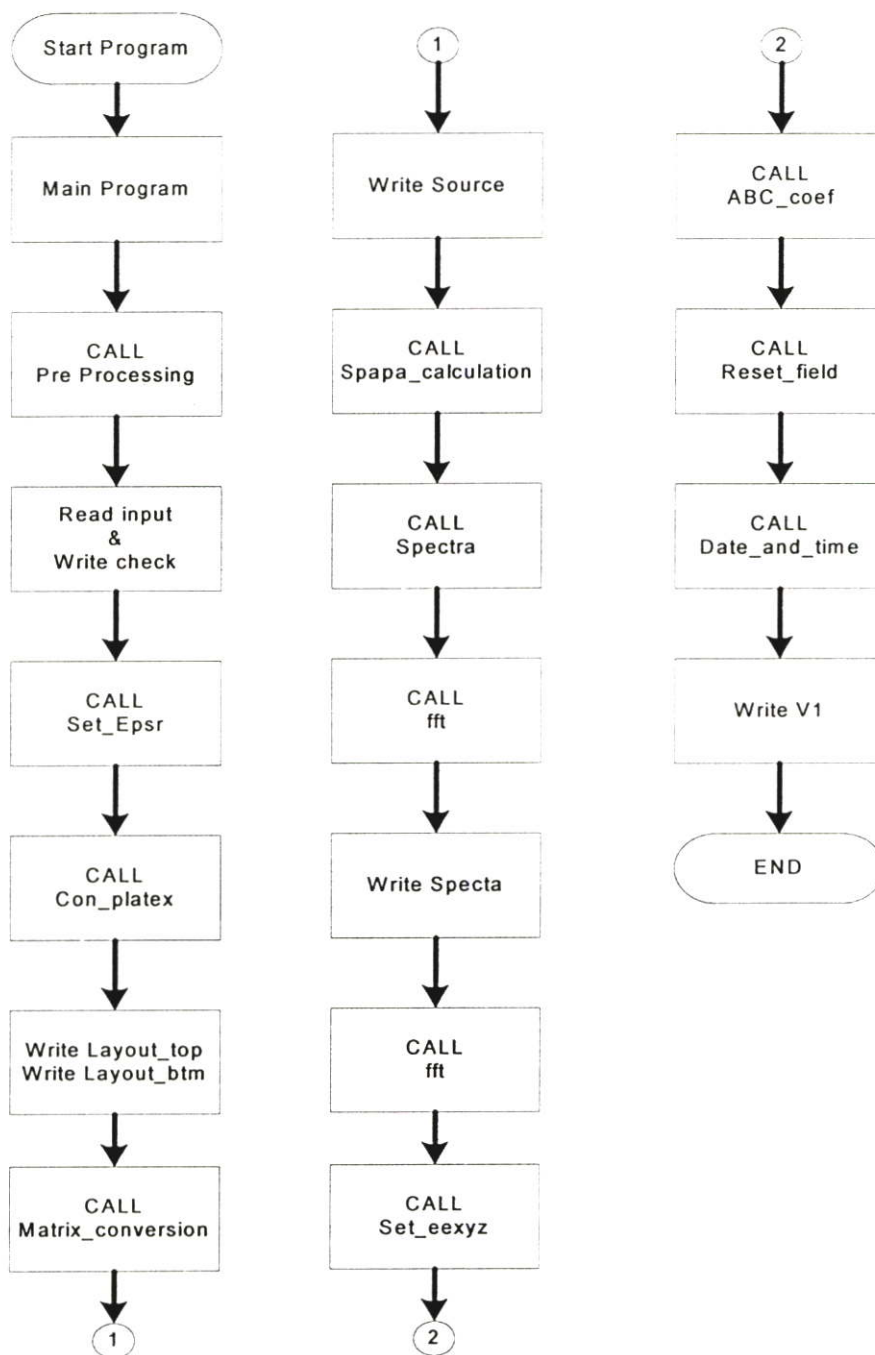 Start Program
Main Program
CALL
Pre Processing
Read input
&
Write check
CALL
Set_Epsr
CALL
Con_platex
Write Layout_top
Write Layout_btm
CALL
Matrix_conversion
1
1
Write Source
CALL
Spapa_calculation
CALL
Spectra
CALL
fft
Write Specta
CALL
fft
CALL
Set_eexyz
2
2
CALL
ABC_coef
CALL
Reset_field
CALL
Date_and_time
Write V1
END